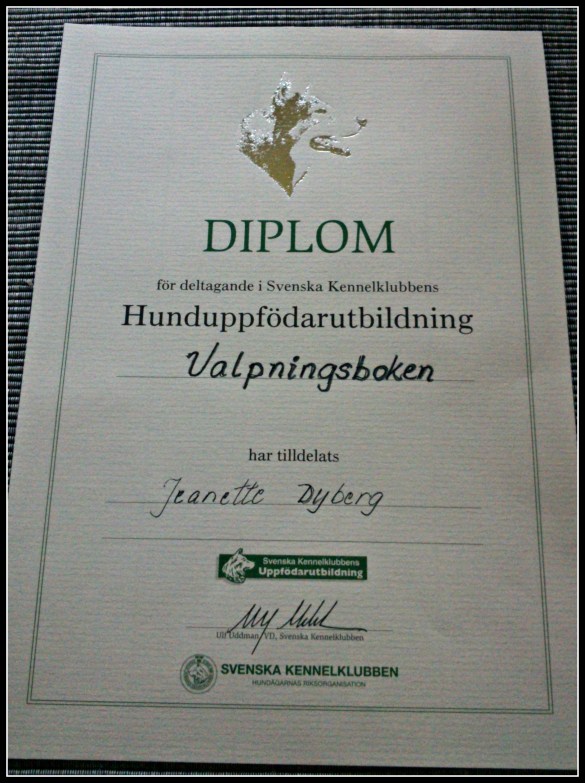 DIPLOM
för deltagande i Svenska Kennelklubbens
Hunduppfödarutbildning
Valpningsboken
har tilldelats
Jeanette Dyberg
Svenska Kennelklubbens
Uppfödarutbildning
Ulf Uddman, VD, Svenska Kennelklubben
SVENSKA KENNELKLUBBEN
HUNDÄGARNAS RIKSORGANISATION